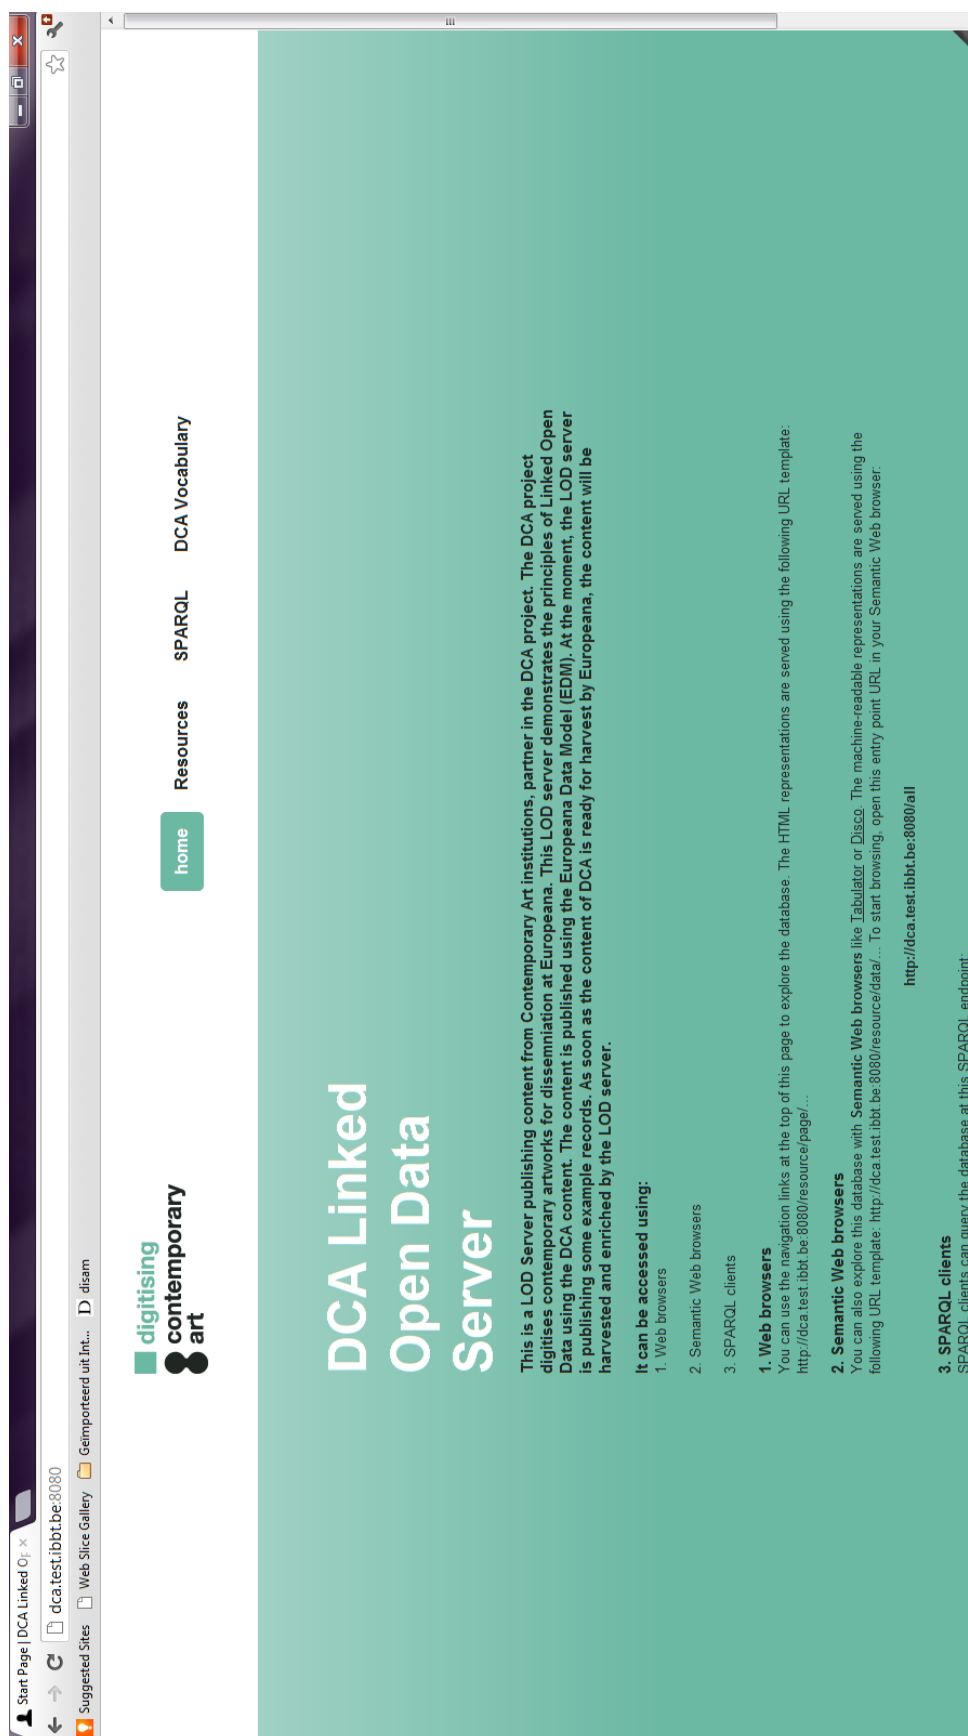 Start Page | DCA Linked Op
dca.test.ibbt.be:8080
Suggested Sites Web Slice Gallery Geïmporteerd uit Int... D disam
digitising
contemporary
art
home Resources SPARQL DCA Vocabulary
DCA Linked
Open Data
Server
This is a LOD Server publishing content from Contemporary Art institutions, partner in the DCA project. The DCA project
digitises contemporary artworks for dissemniation at Europeana. This LOD server demonstrates the principles of Linked Open
Data using the DCA content. The content is published using the Europeana Data Model (EDM). At the moment, the LOD server
is publishing some example records. As soon as the content of DCA is ready for harvest by Europeana, the content will be
harvested and enriched by the LOD server.
It can be accessed using:
1. Web browsers
2. Semantic Web browsers
3. SPARQL clients
1. Web browsers
You can use the navigation links at the top of this page to explore the database. The HTML representations are served using the following URL template:
http://dca.test.ibbt.be:8080/resource/page/...
2. Semantic Web browsers
You can also explore this database with Semantic Web browsers like Tabulator or Disco. The machine-readable representations are served using the
following URL template: http://dca.test.ibbt.be:8080/resource/data/... To start browsing, open this entry point URL in your Semantic Web browser:
http://dca.test.ibbt.be:8080/all
3. SPARQL clients
SPARQL clients can query the database at this SPARQL endpoint: